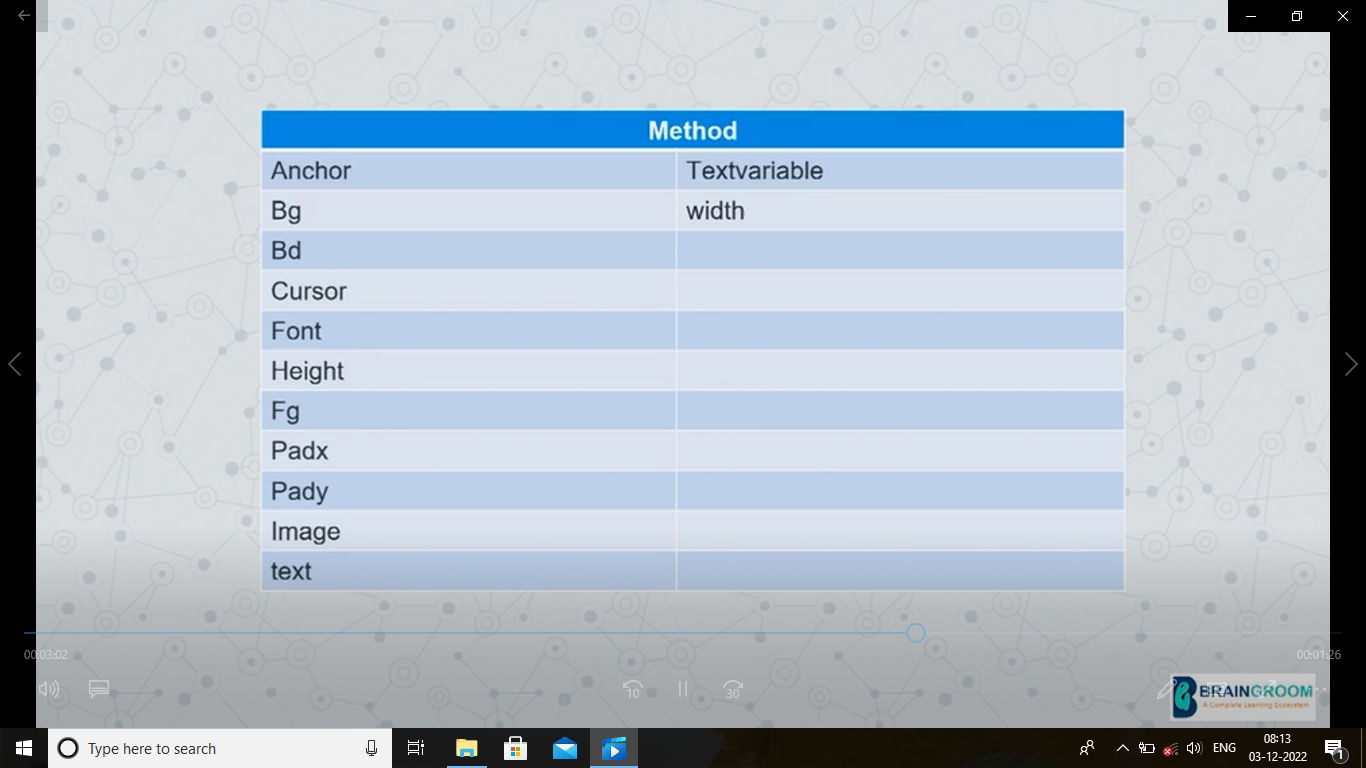 Method
Anchor Textvariable
Bg width
Bd
Cursor
Font
Height
Fg
Padx
Pady
Image
text
00:03:02 00:01:26
10 30
BRAINGROOM
A Complete Learning Ecosystem
Type here to search
ENG
08:13
03-12-2022
1